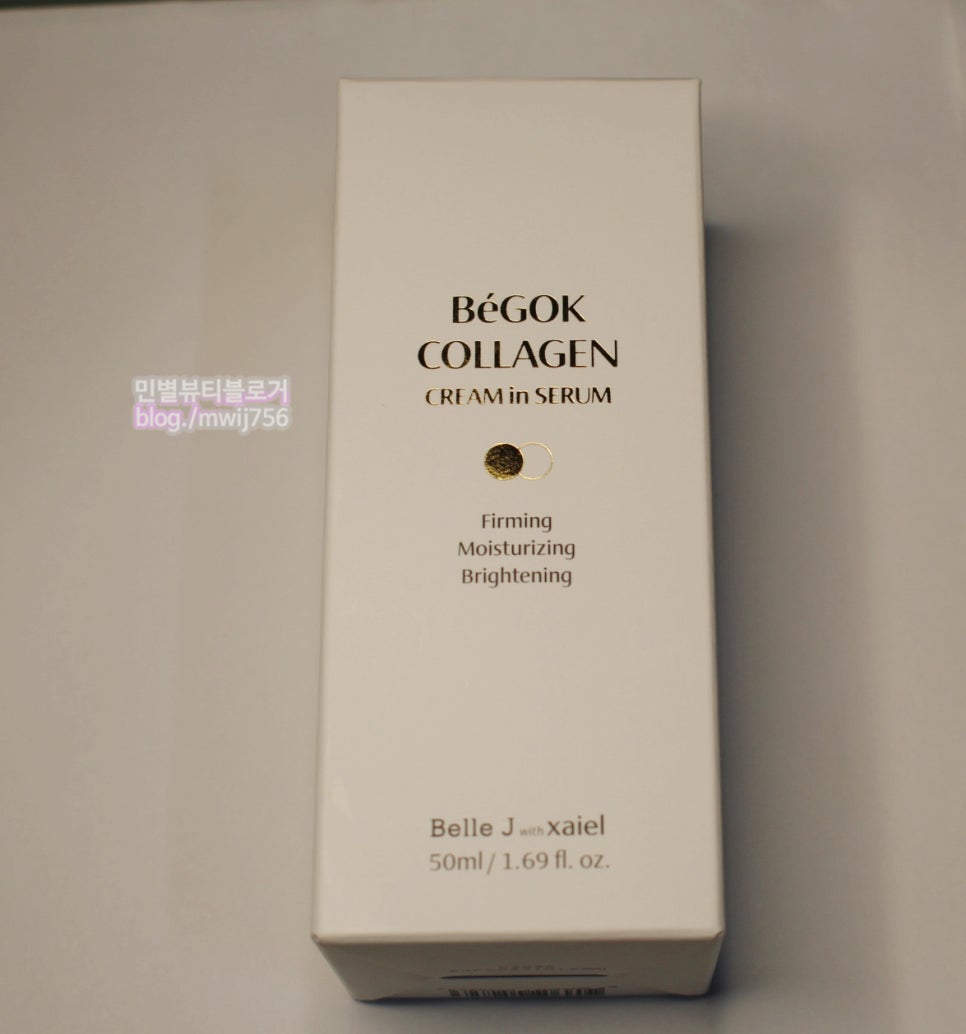 BéGOK
COLLAGEN
CREAM in SERUM
민별뷰티블로거
blog./mwij756
Firming
Moisturizing
Brightening
Belle J with xaiel
50ml / 1.69 fl. oz.